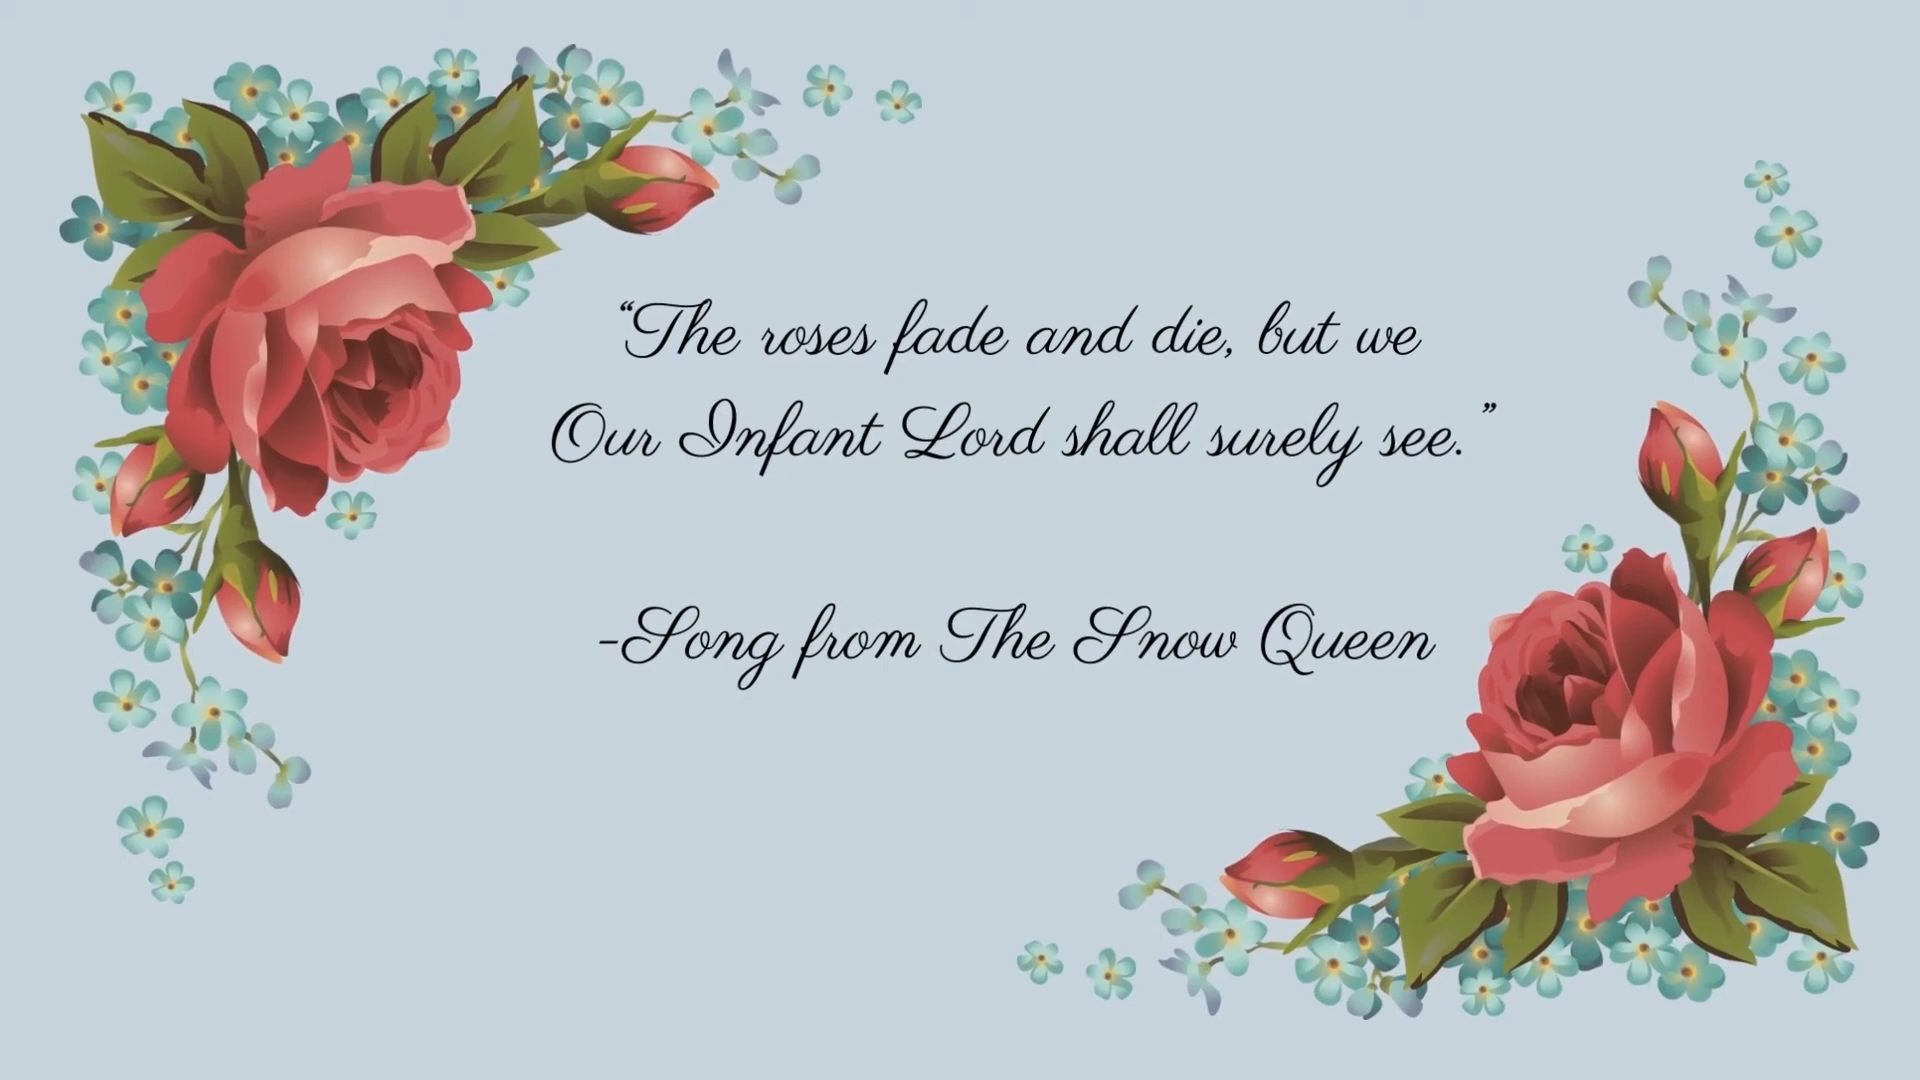 “The roses fade and die, but we
Our Infant Lord shall surely see.”
-Song from The Snow Queen